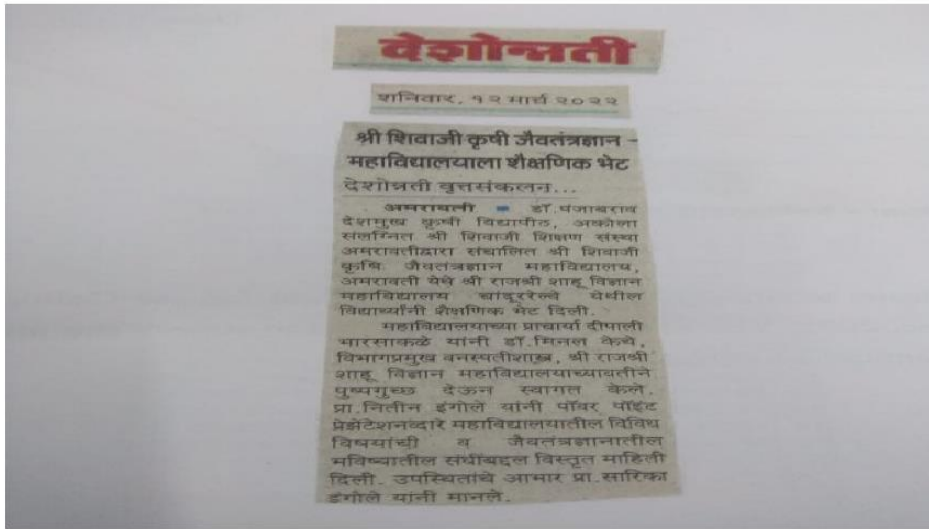 देशोन्नती
शनिवार, १२ मार्च २०२२
श्री शिवाजी कृषी जैवतंत्रज्ञान -
महाविद्यालयाला शैक्षणिक भेट
देशोन्नती वृत्तसंकलन...
अमरावती - डॉ.पंजाबराव
देशमुख कृषी विद्यापीठ, अकोला
संलग्नित श्री शिवाजी शिक्षण संस्था
अमरावतीद्वारा संचालित श्री शिवाजी
कृषि जैवतंत्रज्ञान महाविद्यालय,
अमरावती येथे श्री राजश्री शाहू विज्ञान
महाविद्यालय चांदूररेल्वे येथील
विद्यार्थ्यांनी शैक्षणिक भेट दिली.
महाविद्यालयाच्या प्राचार्या दीपाली
भारसाकळे यांनी डॉ.मिनल केचे,
विभागप्रमुख वनस्पतीशास्त्र, श्री राजश्री
शाहू विज्ञान महाविद्यालयाच्यावतीने
पुष्पगुच्छ देऊन स्वागत केले.
प्रा.नितीन इंगोले यांनी पॉवर पॉइंट
प्रेझेंटेशनव्दारे महाविद्यालयातील विविध
विषयांची व जैवतंत्रज्ञानातील
भविष्यातील संधींबद्दल विस्तृत माहिती
दिली. उपस्थितांचे आभार प्रा.सारिका
इंगोले यांनी मानले.